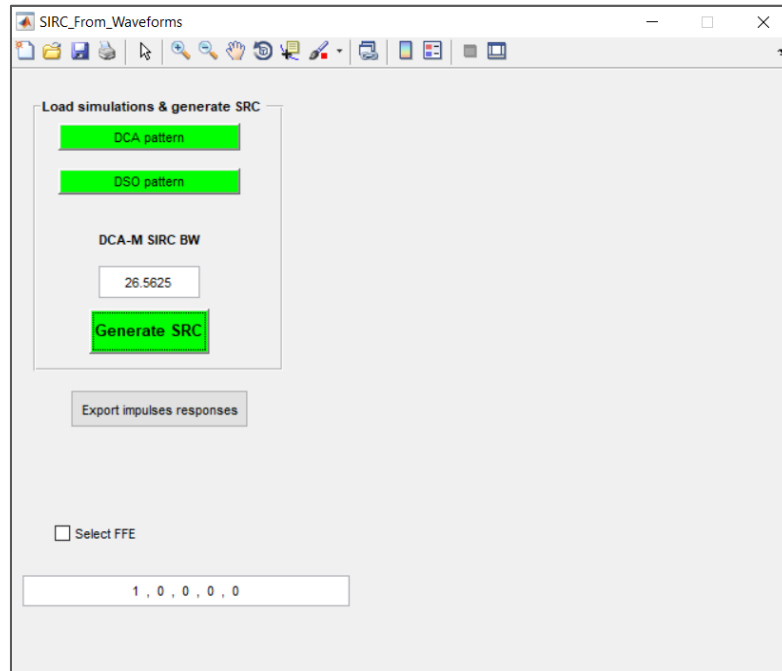 SIRC_From_Waveforms
Load simulations & generate SRC
DCA pattern
DSO pattern
DCA-M SIRC BW
26.5625
Generate SRC
Export impulses responses
Select FFE
1 , 0 , 0 , 0 , 0